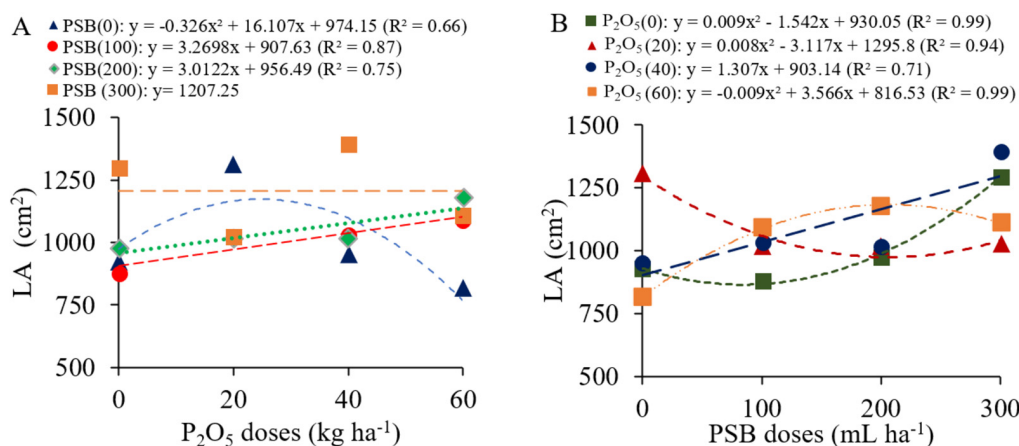 A
PSB(0): y = -0.326x² + 16.107x + 974.15 (R² = 0.66)
PSB(100): y = 3.2698x + 907.63 (R² = 0.87)
PSB(200): y = 3.0122x + 956.49 (R² = 0.75)
PSB (300): y= 1207.25
LA (cm²)
1500
1250
1000
750
500
0
20
40
60
P₂O₅ doses (kg ha⁻¹)
B
P₂O₅(0): y = 0.009x² - 1.542x + 930.05 (R² = 0.99)
P₂O₅(20): y = 0.008x² - 3.117x + 1295.8 (R² = 0.94)
P₂O₅(40): y = 1.307x + 903.14 (R² = 0.71)
P₂O₅(60): y = -0.009x² + 3.566x + 816.53 (R² = 0.99)
LA (cm²)
1500
1250
1000
750
500
0
100
200
300
PSB doses (mL ha⁻¹)